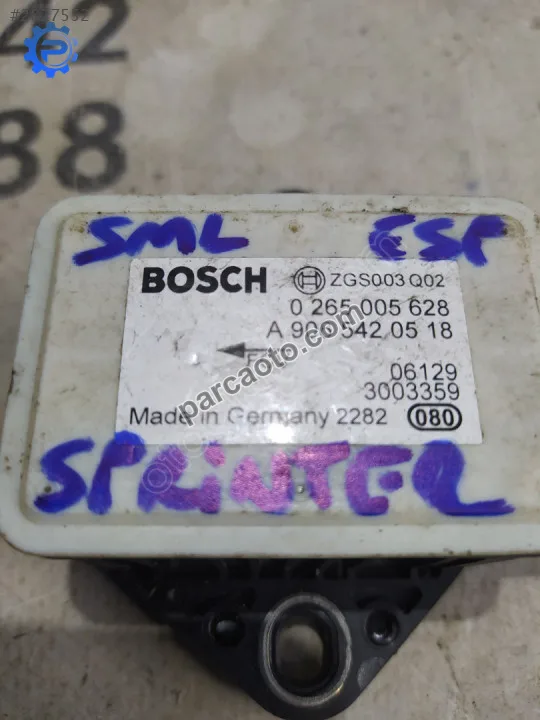 22
88
SML ESP
BOSCH ZGS003 Q02
0 265 005 628
A 906 542 05 18
06129
3003359
Made in Germany 2282 080
SPRINTER
parcaoto.com